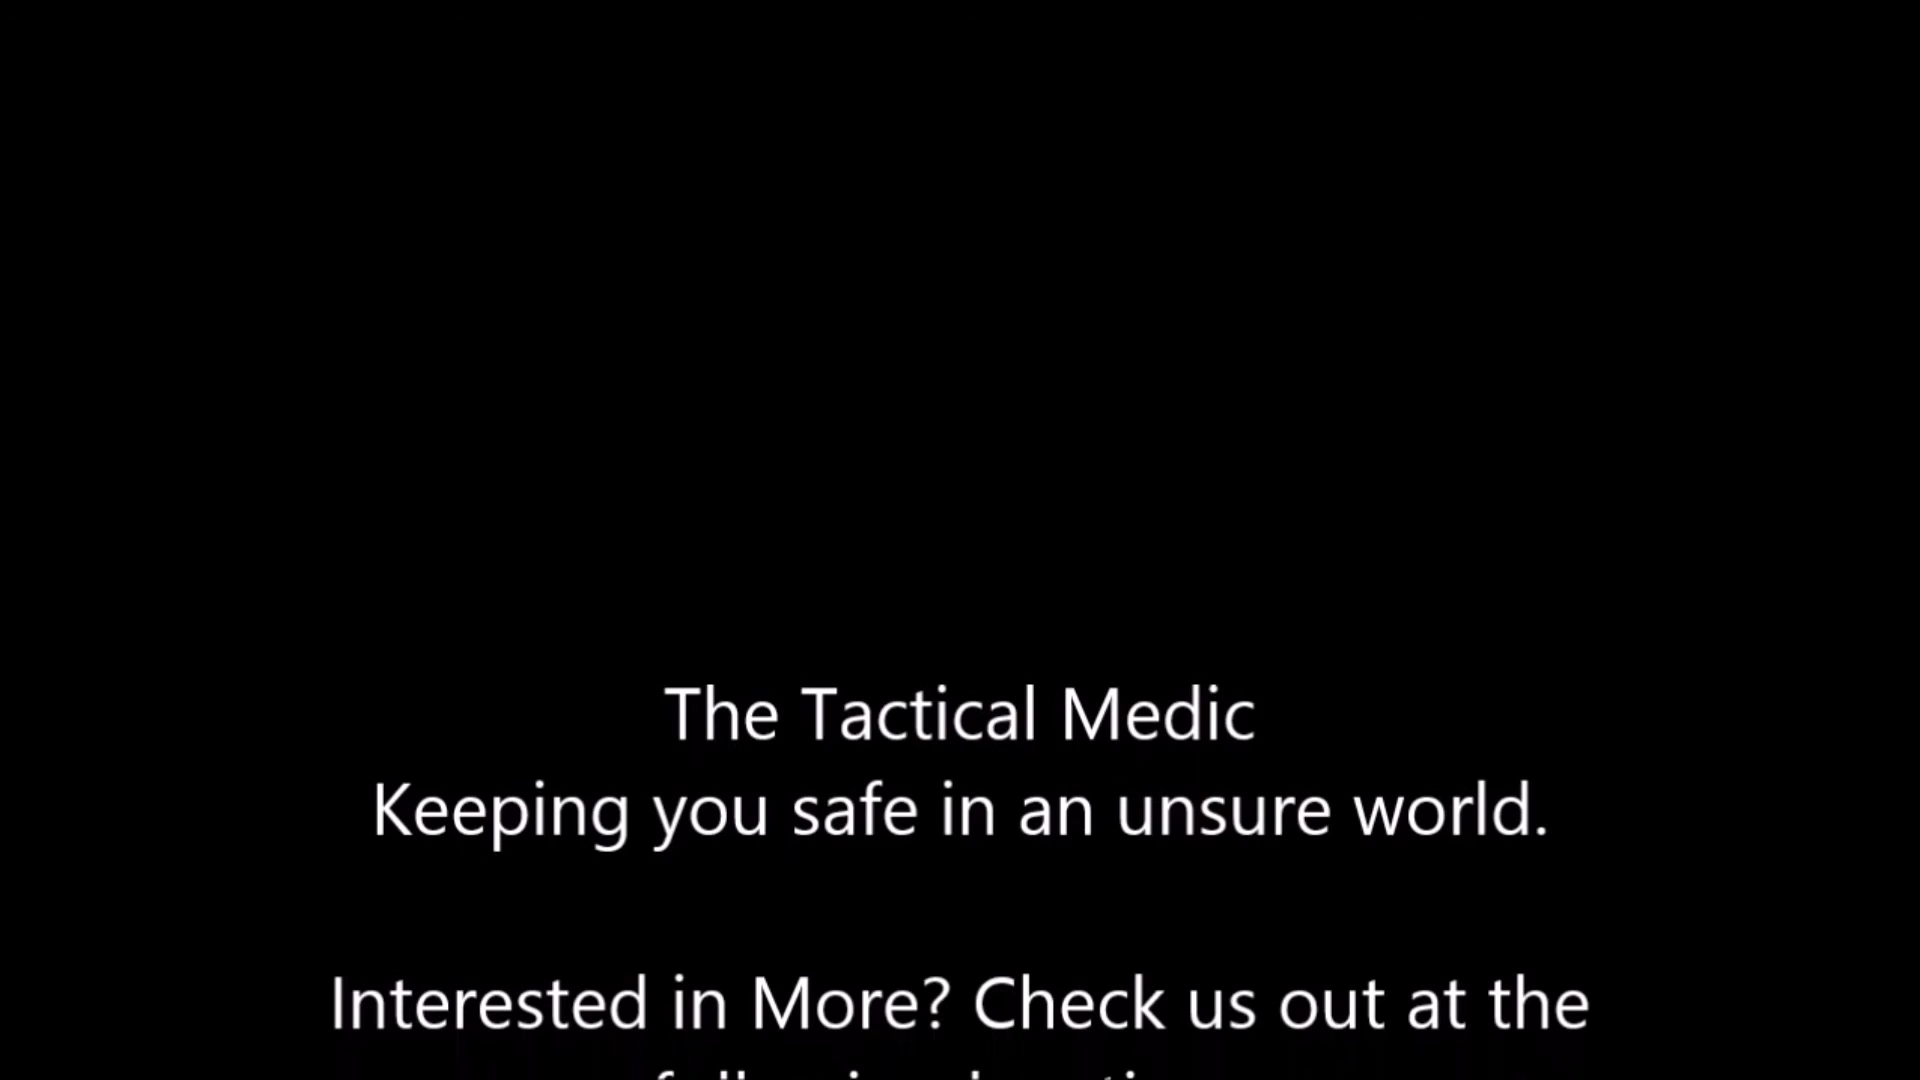 The Tactical Medic
Keeping you safe in an unsure world.
Interested in More? Check us out at the